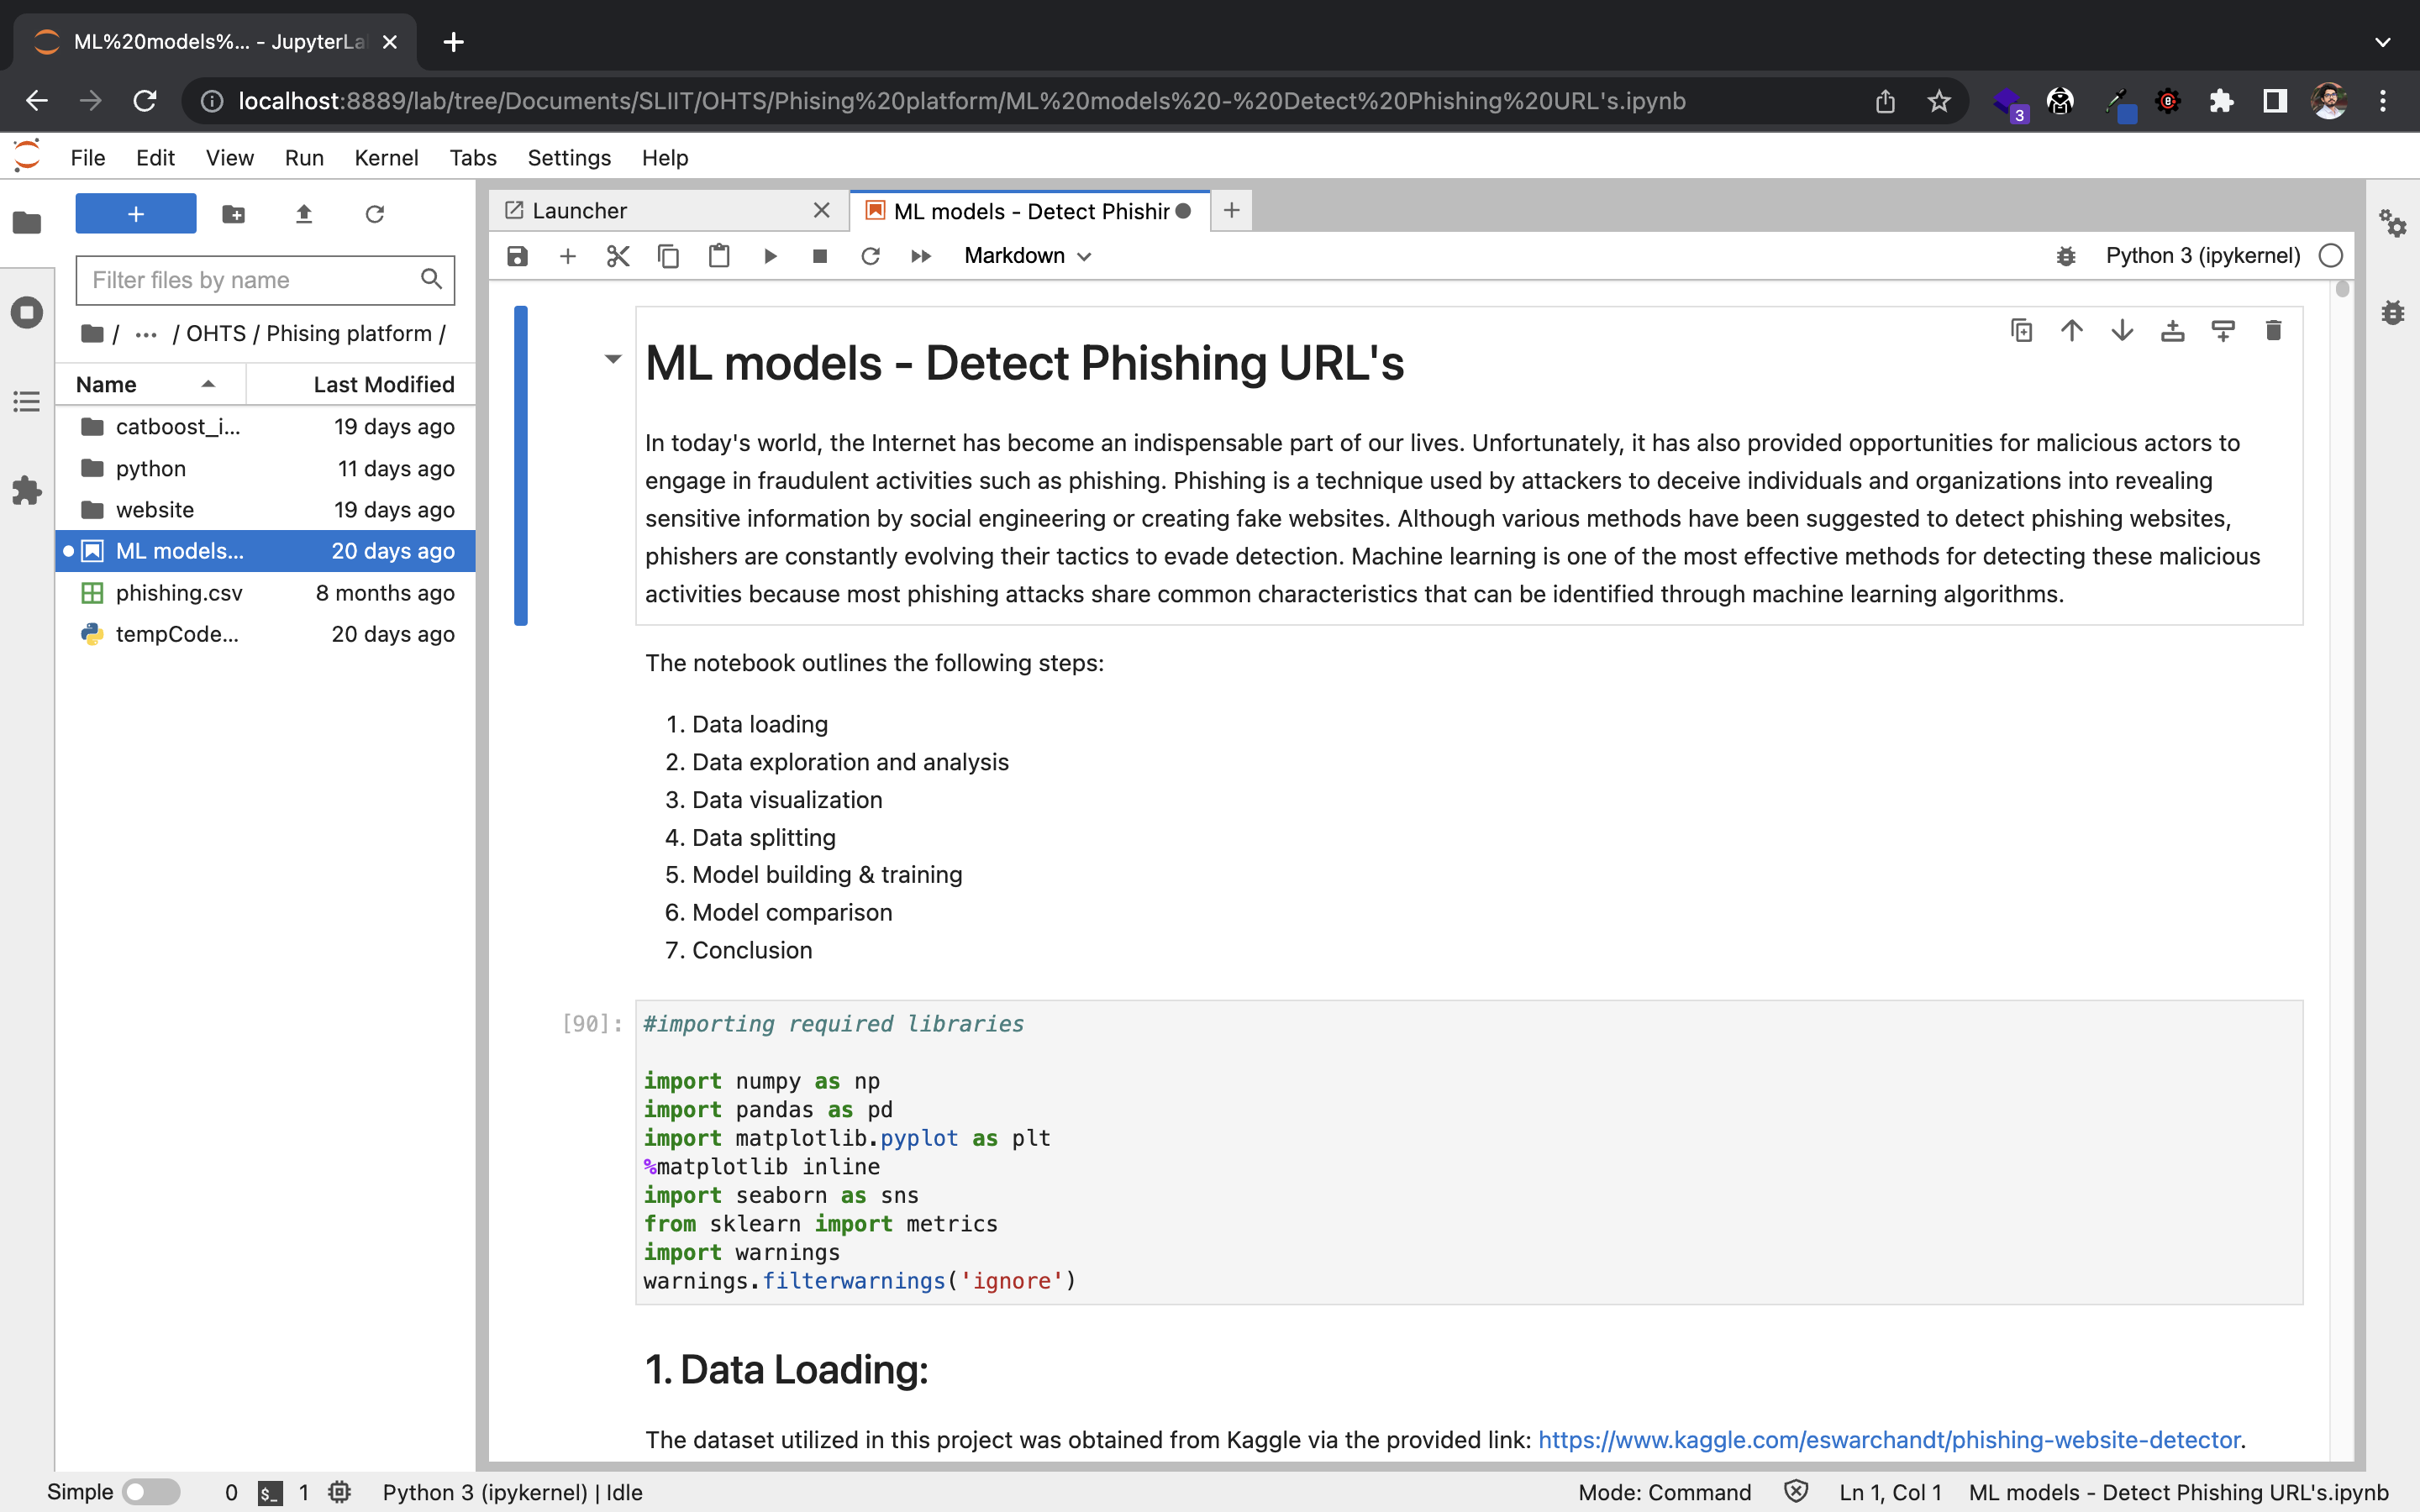 ML%20models%... - JupyterLa
localhost:8889/lab/tree/Documents/SLIIT/OHTS/Phising%20platform/ML%20models%20-%20Detect%20Phishing%20URL's.ipynb
3
File Edit View Run Kernel Tabs Settings Help
Launcher
ML models - Detect Phishir
Markdown
Python 3 (ipykernel)
Filter files by name
/ ... / OHTS / Phising platform /
Name Last Modified
catboost_i... 19 days ago
python 11 days ago
website 19 days ago
ML models... 20 days ago
phishing.csv 8 months ago
tempCode... 20 days ago
ML models - Detect Phishing URL's
In today's world, the Internet has become an indispensable part of our lives. Unfortunately, it has also provided opportunities for malicious actors to
engage in fraudulent activities such as phishing. Phishing is a technique used by attackers to deceive individuals and organizations into revealing
sensitive information by social engineering or creating fake websites. Although various methods have been suggested to detect phishing websites,
phishers are constantly evolving their tactics to evade detection. Machine learning is one of the most effective methods for detecting these malicious
activities because most phishing attacks share common characteristics that can be identified through machine learning algorithms.
The notebook outlines the following steps:
1. Data loading
2. Data exploration and analysis
3. Data visualization
4. Data splitting
5. Model building & training
6. Model comparison
7. Conclusion
[90]: #importing required libraries
import numpy as np
import pandas as pd
import matplotlib.pyplot as plt
%matplotlib inline
import seaborn as sns
from sklearn import metrics
import warnings
warnings.filterwarnings('ignore')
1. Data Loading:
The dataset utilized in this project was obtained from Kaggle via the provided link: https://www.kaggle.com/eswarchandt/phishing-website-detector.
Simple 0 $_ 1 Python 3 (ipykernel) | Idle Mode: Command Ln 1, Col 1 ML models - Detect Phishing URL's.ipynb